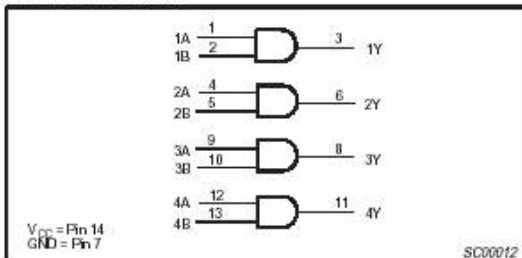 1A 1 3 1Y
1B 2
2A 4 6 2Y
2B 5
3A 9 8 3Y
3B 10
4A 12 11 4Y
4B 13
VCC = Pin 14
GND = Pin 7
SC00012